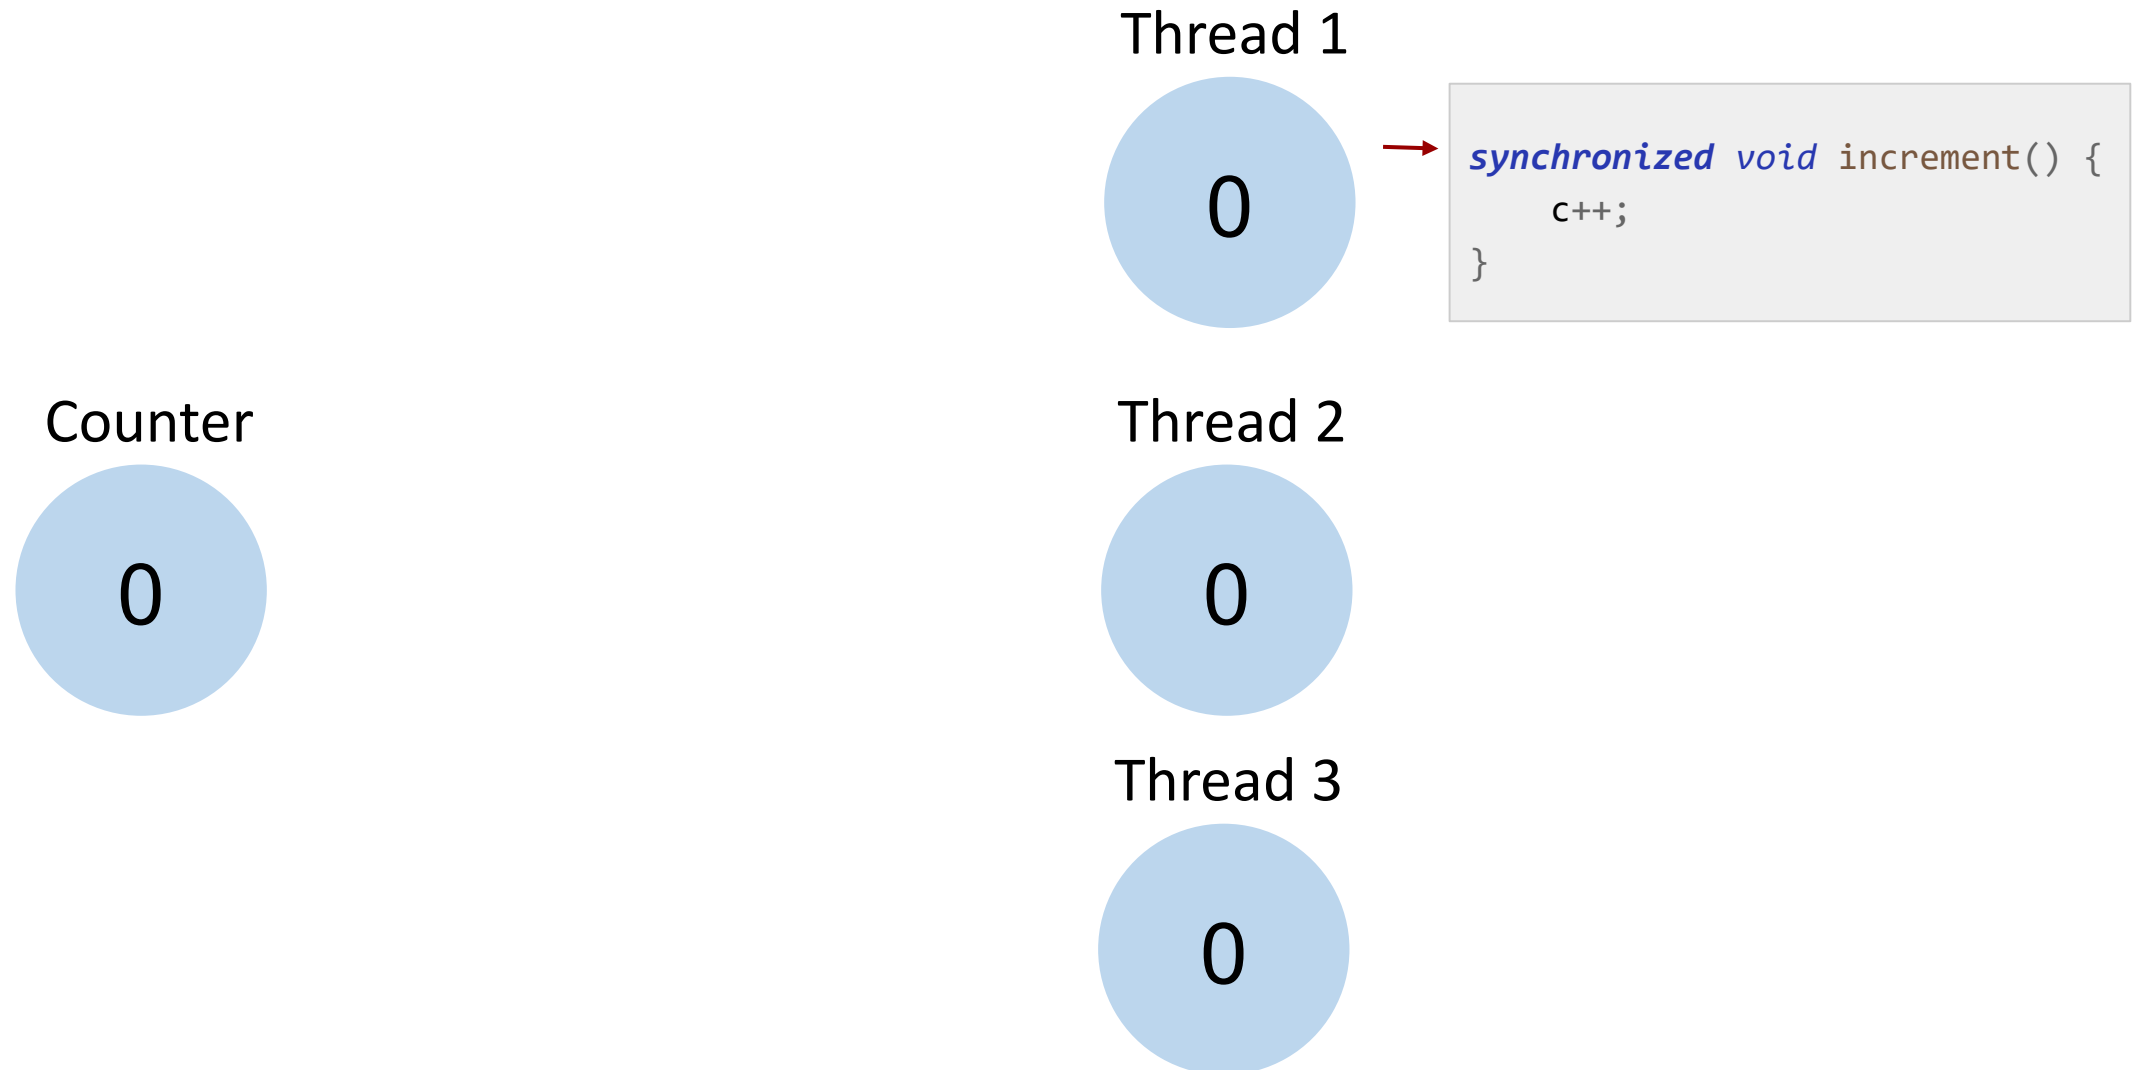 Thread 1
0
synchronized void increment() {
    c++;
}
Counter
0
Thread 2
0
Thread 3
0